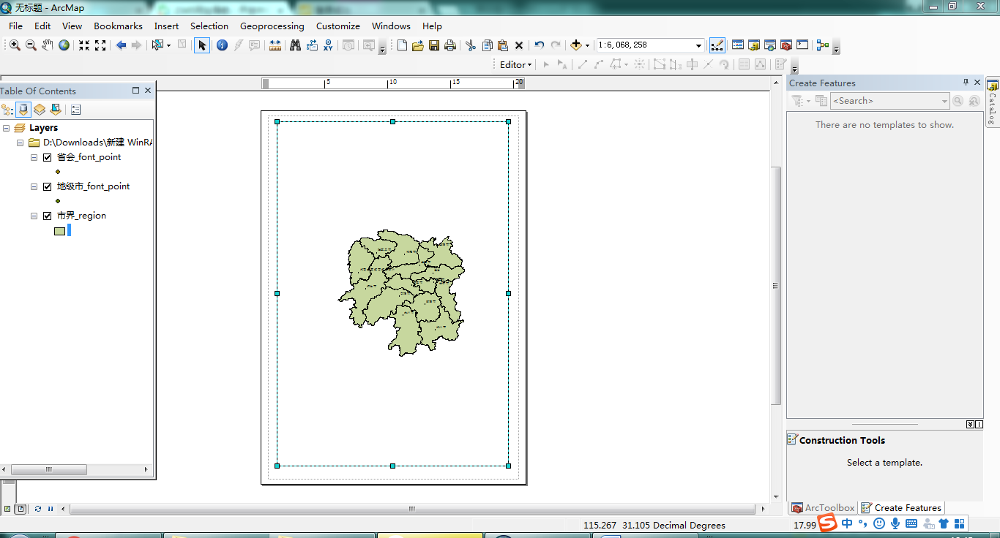 无标题 - ArcMap
File Edit View Bookmarks Insert Selection Geoprocessing Customize Windows Help
1:6,068,258
Editor
Table Of Contents
5 10 15 20
Create Features
<Search>
Catalog
There are no templates to show.
Layers
D:\Downloads\新建 WinRA
省会_font_point
地级市_font_point
市界_region
Construction Tools
Select a template.
ArcToolbox Create Features
115.267 31.105 Decimal Degrees
17.99
中